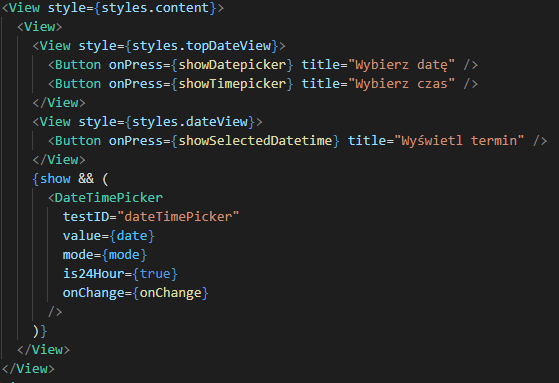 <View style={styles.content}>
<View>
<View style={styles.topDateView}>
<Button onPress={showDatepicker} title="Wybierz datę" />
<Button onPress={showTimepicker} title="Wybierz czas" />
</View>
<View style={styles.dateView}>
<Button onPress={showSelectedDatetime} title="Wyświetl termin" />
</View>
{show && (
<DateTimePicker
testID="dateTimePicker"
value={date}
mode={mode}
is24Hour={true}
onChange={onChange}
/>
)}
</View>
</View>